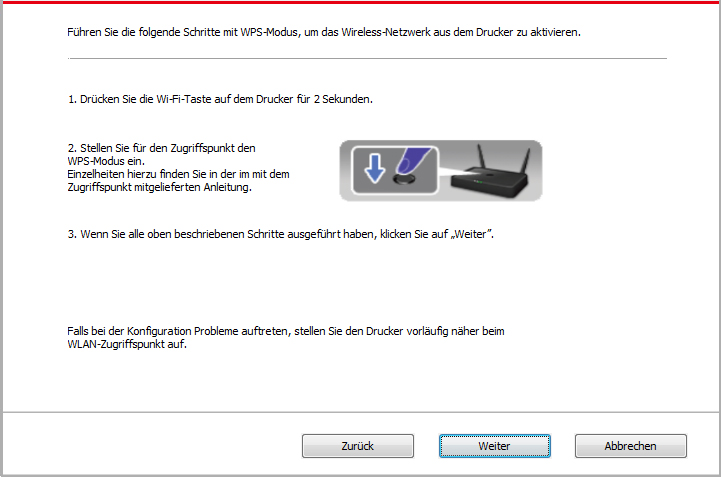 Führen Sie die folgende Schritte mit WPS-Modus, um das Wireless-Netzwerk aus dem Drucker zu aktivieren.
1. Drücken Sie die Wi-Fi-Taste auf dem Drucker für 2 Sekunden.
2. Stellen Sie für den Zugriffspunkt den
WPS-Modus ein.
Einzelheiten hierzu finden Sie in der im mit dem
Zugriffspunkt mitgelieferten Anleitung.
3. Wenn Sie alle oben beschriebenen Schritte ausgeführt haben, klicken Sie auf „Weiter”.
Falls bei der Konfiguration Probleme auftreten, stellen Sie den Drucker vorläufig näher beim
WLAN-Zugriffspunkt auf.
Zurück Weiter Abbrechen